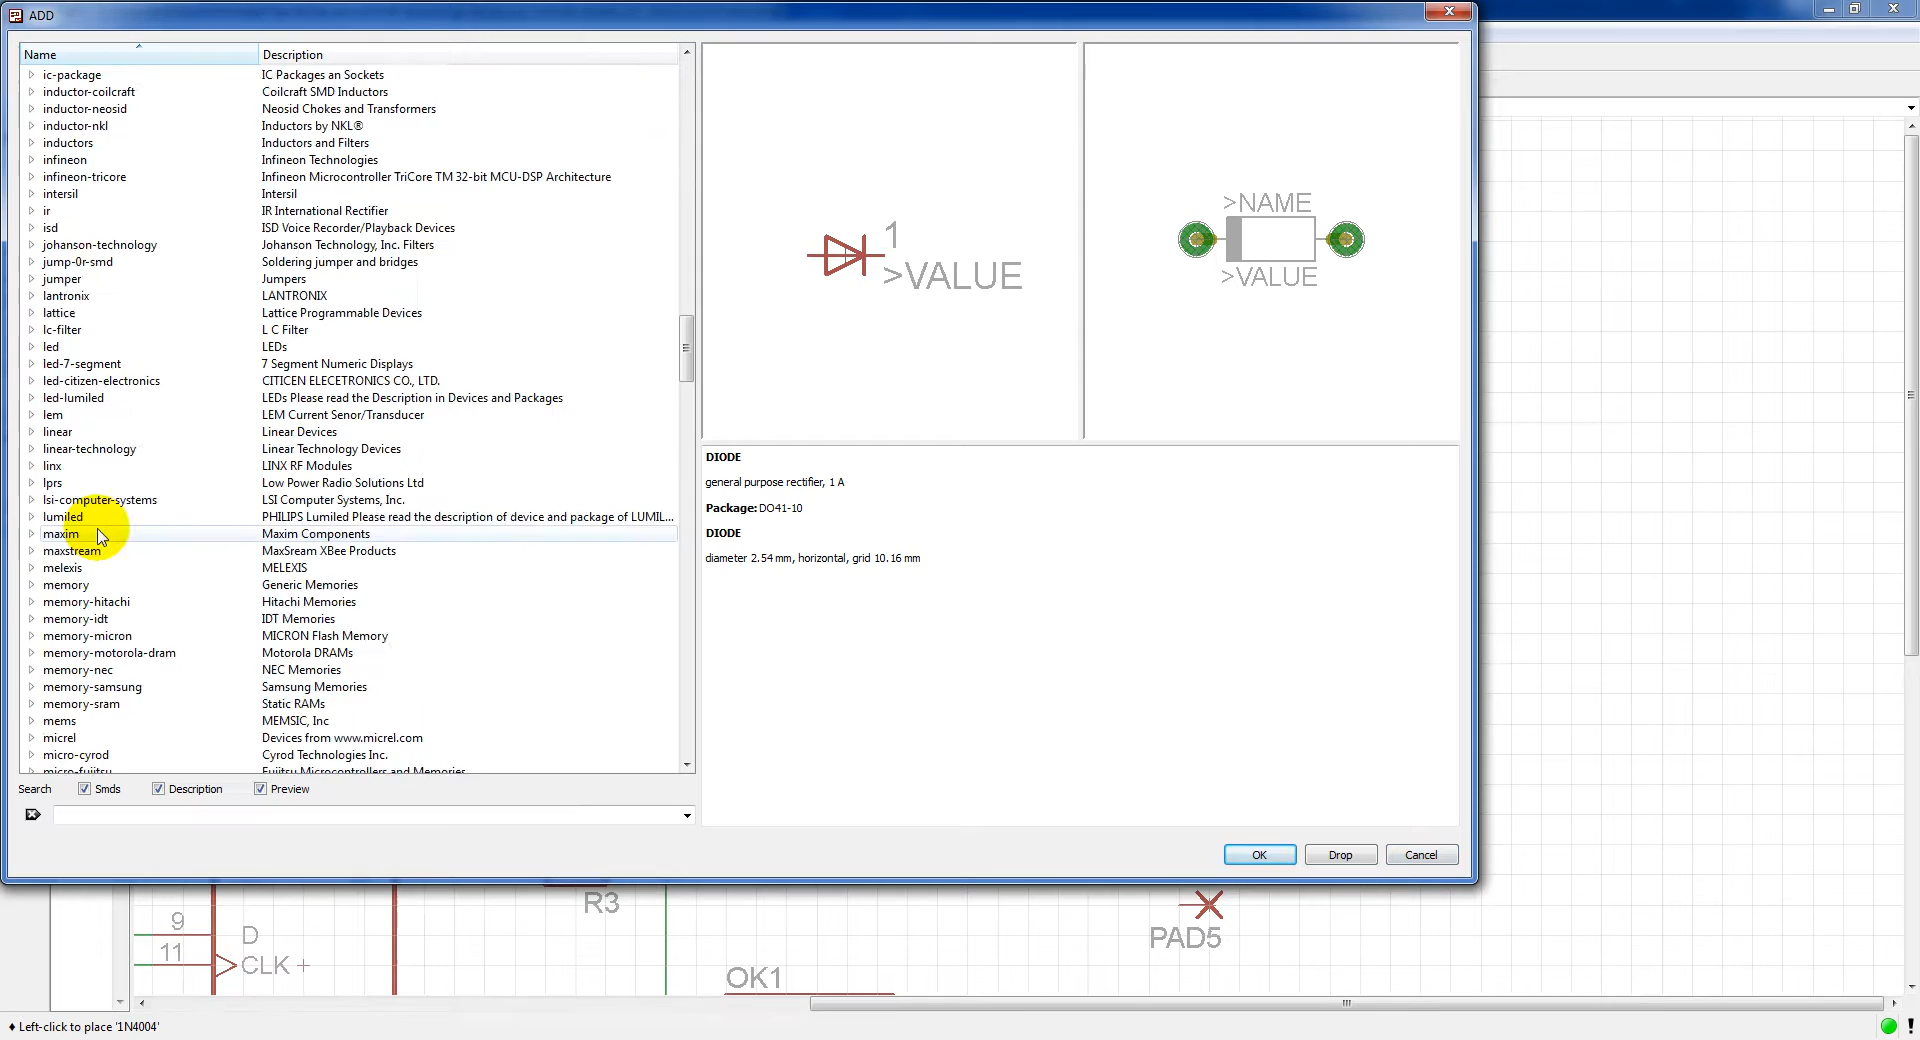 ADD
Name Description
ic-package IC Packages an Sockets
inductor-coilcraft Coilcraft SMD Inductors
inductor-neosid Neosid Chokes and Transformers
inductor-nkl Inductors by NKL®
inductors Inductors and Filters
infineon Infineon Technologies
infineon-tricore Infineon Microcontroller TriCore TM 32-bit MCU-DSP Architecture
intersil Intersil
ir IR International Rectifier
isd ISD Voice Recorder/Playback Devices
johanson-technology Johanson Technology, Inc. Filters
jump-0r-smd Soldering jumper and bridges
jumper Jumpers
lantronix LANTRONIX
lattice Lattice Programmable Devices
lc-filter L C Filter
led LEDs
led-7-segment 7 Segment Numeric Displays
led-citizen-electronics CITICEN ELECETRONICS CO., LTD.
led-lumiled LEDs Please read the Description in Devices and Packages
lem LEM Current Senor/Transducer
linear Linear Devices
linear-technology Linear Technology Devices
linx LINX RF Modules
lprs Low Power Radio Solutions Ltd
lsi-computer-systems LSI Computer Systems, Inc.
lumiled PHILIPS Lumiled Please read the description of device and package of LUMIL...
maxim Maxim Components
maxstream MaxSream XBee Products
melexis MELEXIS
memory Generic Memories
memory-hitachi Hitachi Memories
memory-idt IDT Memories
memory-micron MICRON Flash Memory
memory-motorola-dram Motorola DRAMs
memory-nec NEC Memories
memory-samsung Samsung Memories
memory-sram Static RAMs
mems MEMSIC, Inc
micrel Devices from www.micrel.com
micro-cyrod Cyrod Technologies Inc.
micro-fujitsu Fujitsu Microcontrollers and Memories
Search Smds Description Preview
1
>VALUE
>NAME
>VALUE
DIODE
general purpose rectifier, 1 A
Package: DO41-10
DIODE
diameter 2.54 mm, horizontal, grid 10.16 mm
OK Drop Cancel
R3
9
D
11
CLK +
OK1
PAD5
♦ Left-click to place '1N4004'